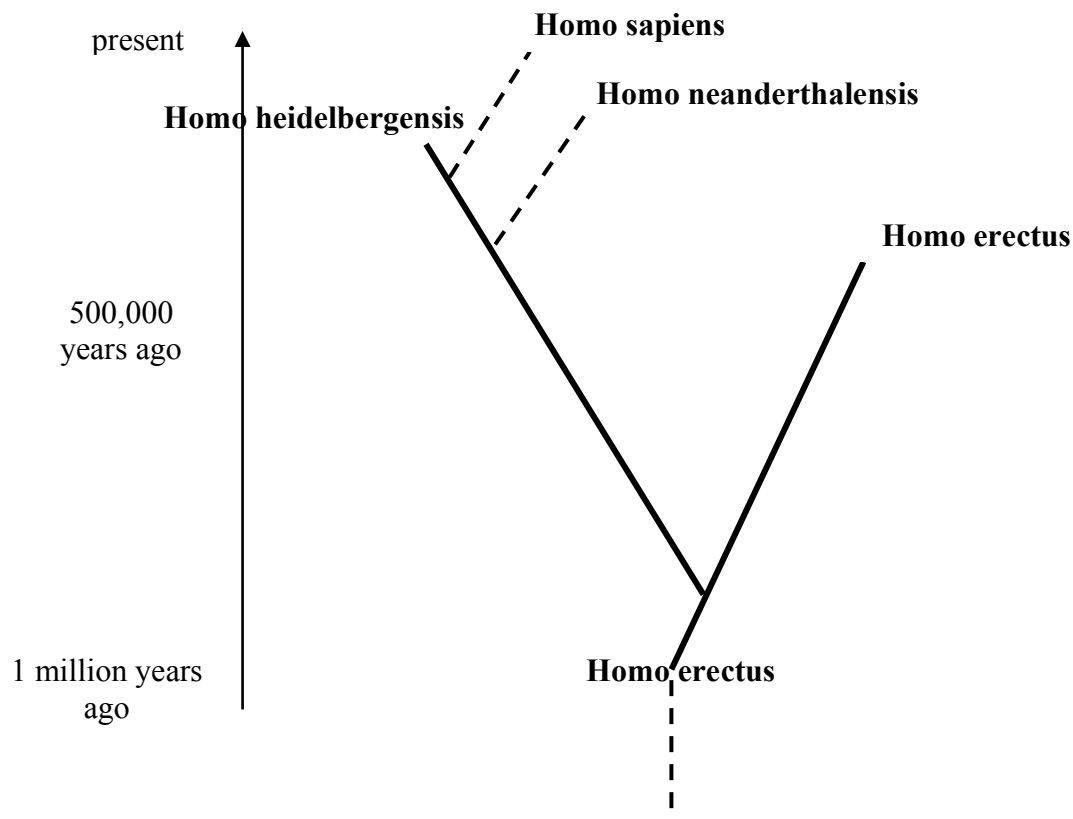 Homo sapiens
present
Homo neanderthalensis
Homo heidelbergensis
Homo erectus
500,000
years ago
1 million years
ago
Homo erectus